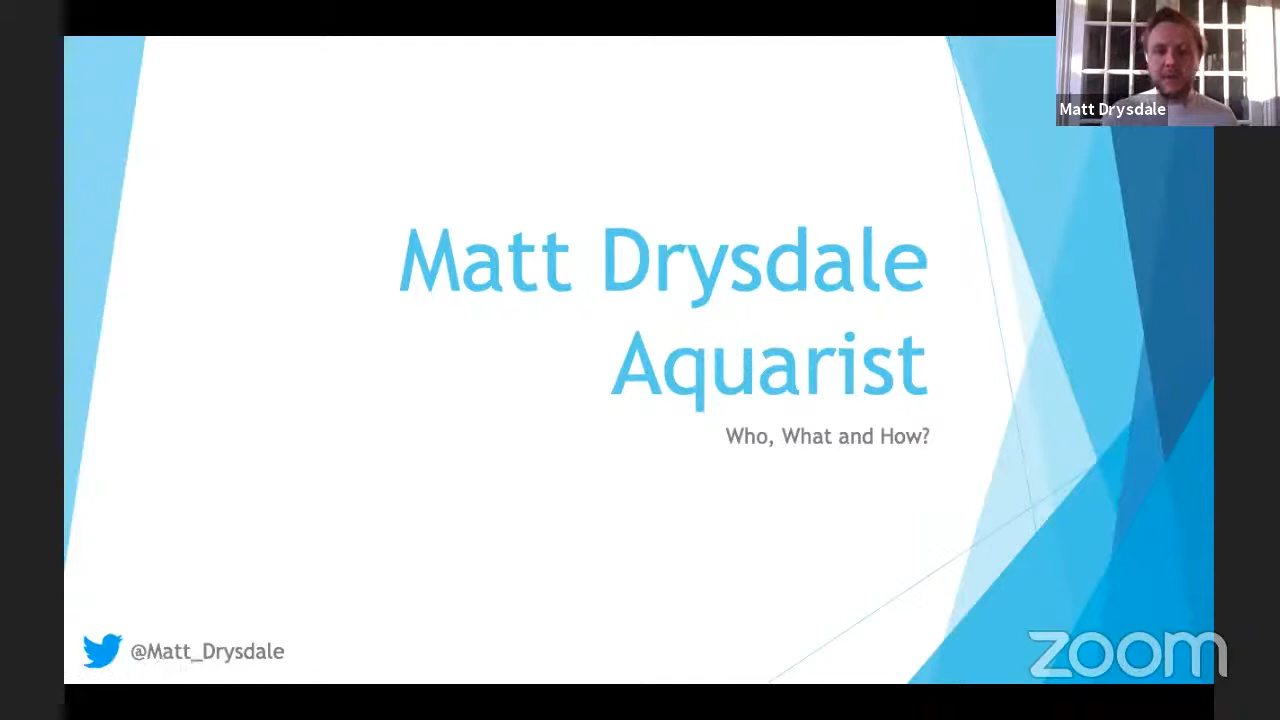 Matt Drysdale
Matt Drysdale
Aquarist
Who, What and How?
@Matt_Drysdale
zoom